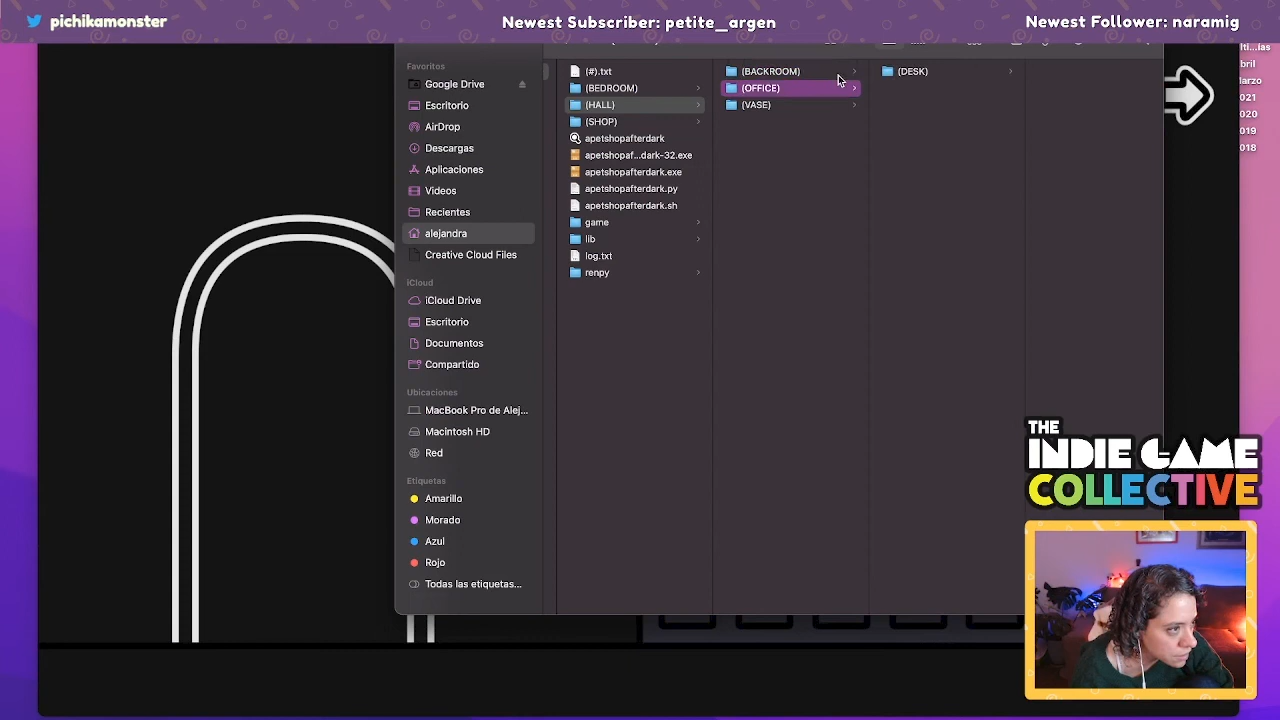 pichikamonster
Newest Subscriber: petite_argen
Newest Follower: naramig
Favoritos
Google Drive
Escritorio
AirDrop
Descargas
Aplicaciones
Videos
Recientes
alejandra
Creative Cloud Files
iCloud
iCloud Drive
Escritorio
Documentos
Compartido
Ubicaciones
MacBook Pro de Alej...
Macintosh HD
Red
Etiquetas
Amarillo
Morado
Azul
Rojo
Todas las etiquetas...
(#).txt
(BEDROOM)
(HALL)
(SHOP)
apetshopafterdark
apetshopaf...dark-32.exe
apetshopafterdark.exe
apetshopafterdark.py
apetshopafterdark.sh
game
lib
log.txt
renpy
(BACKROOM)
(OFFICE)
(VASE)
(DESK)
THE
INDIE GAME
COLLECTIVE